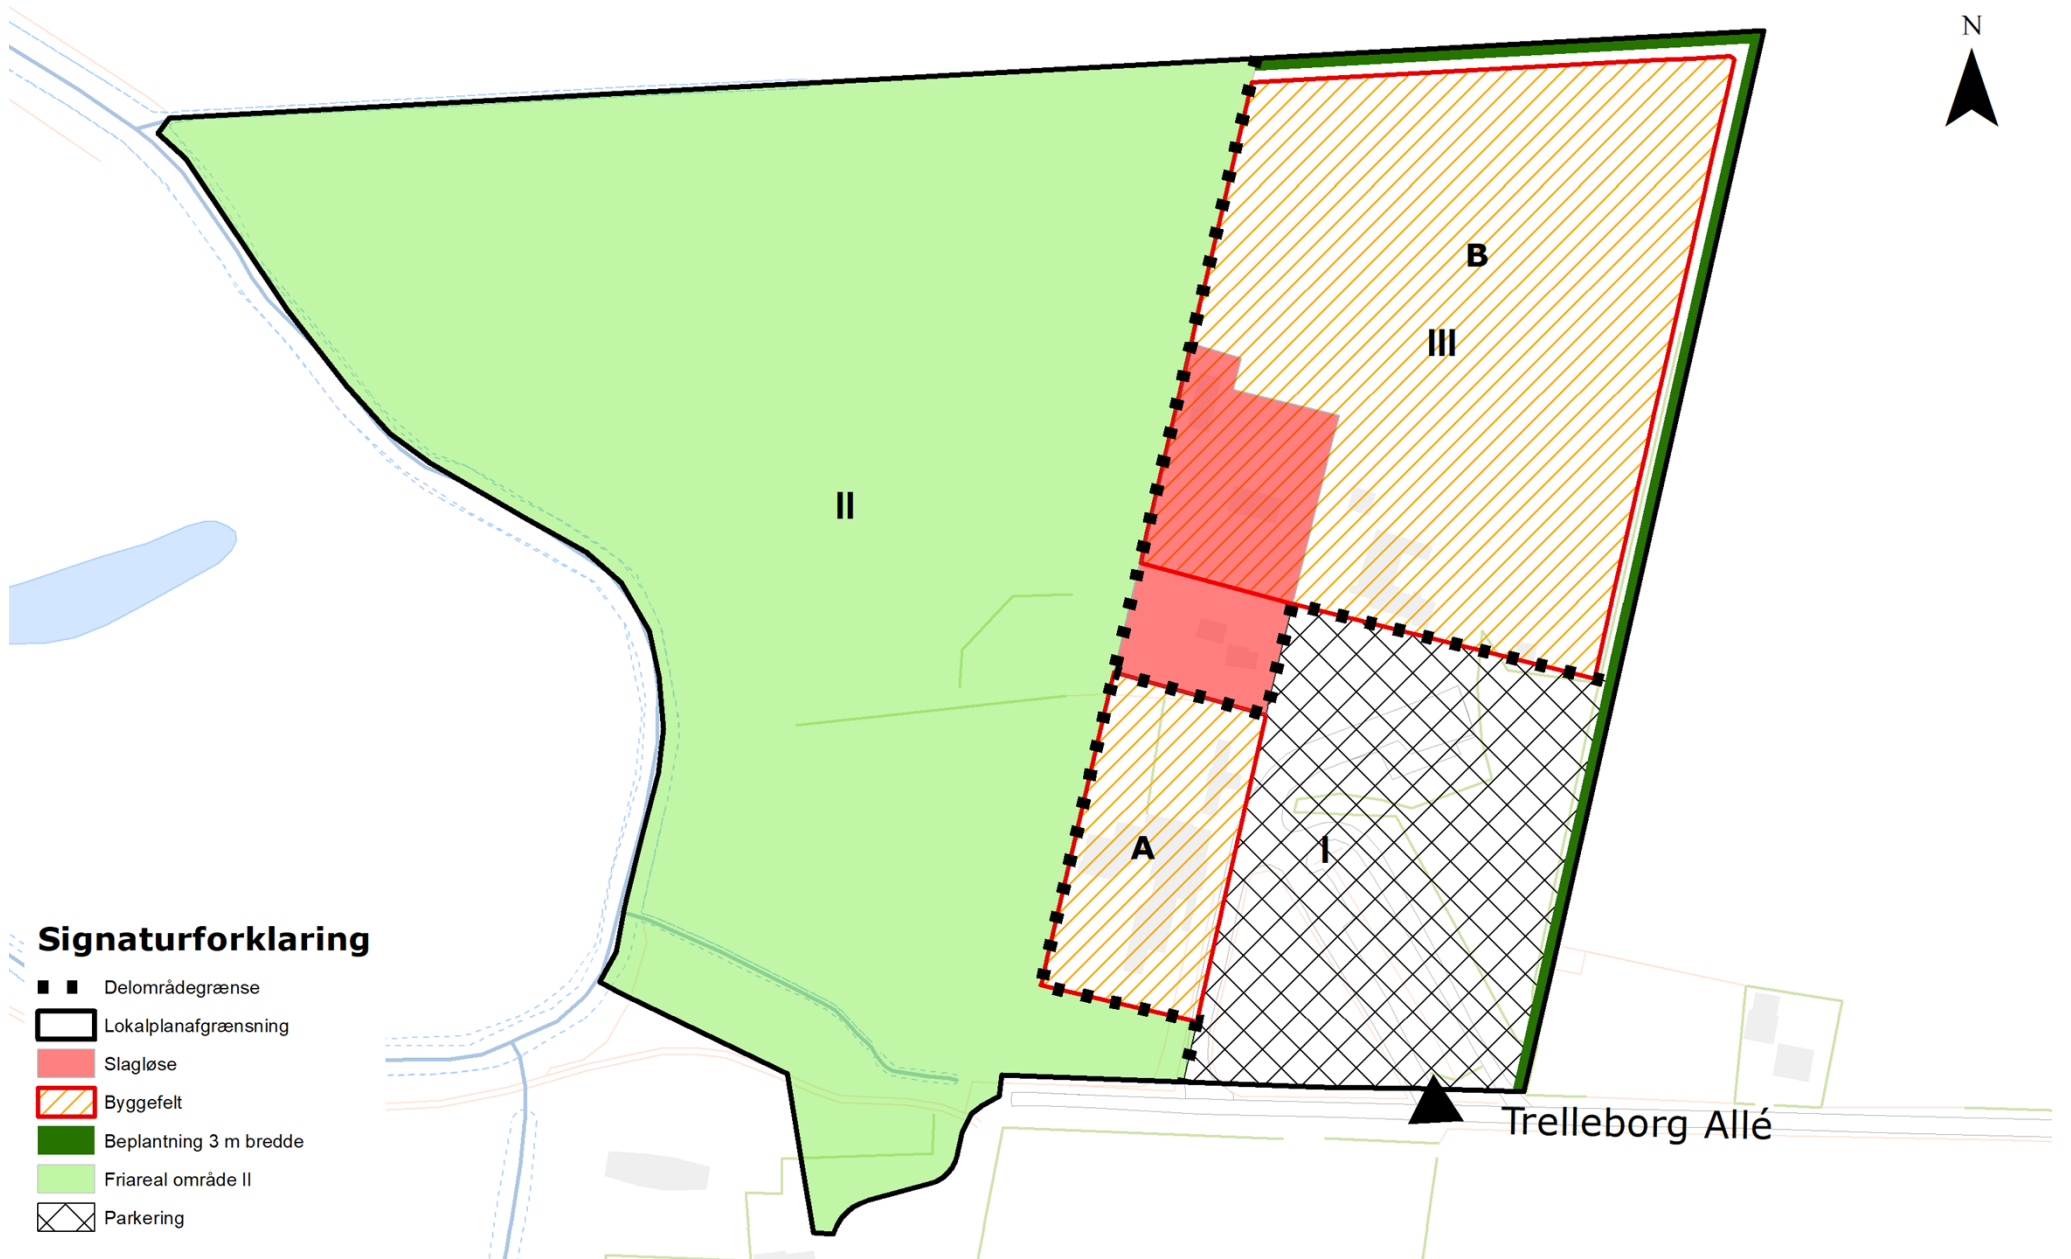 N
B
III
II
A
I
Signaturforklaring
Delområdegrænse
Lokalplanafgrænsning
Slagløse
Byggefelt
Beplantning 3 m bredde
Friareal område II
Parkering
Trelleborg Allé